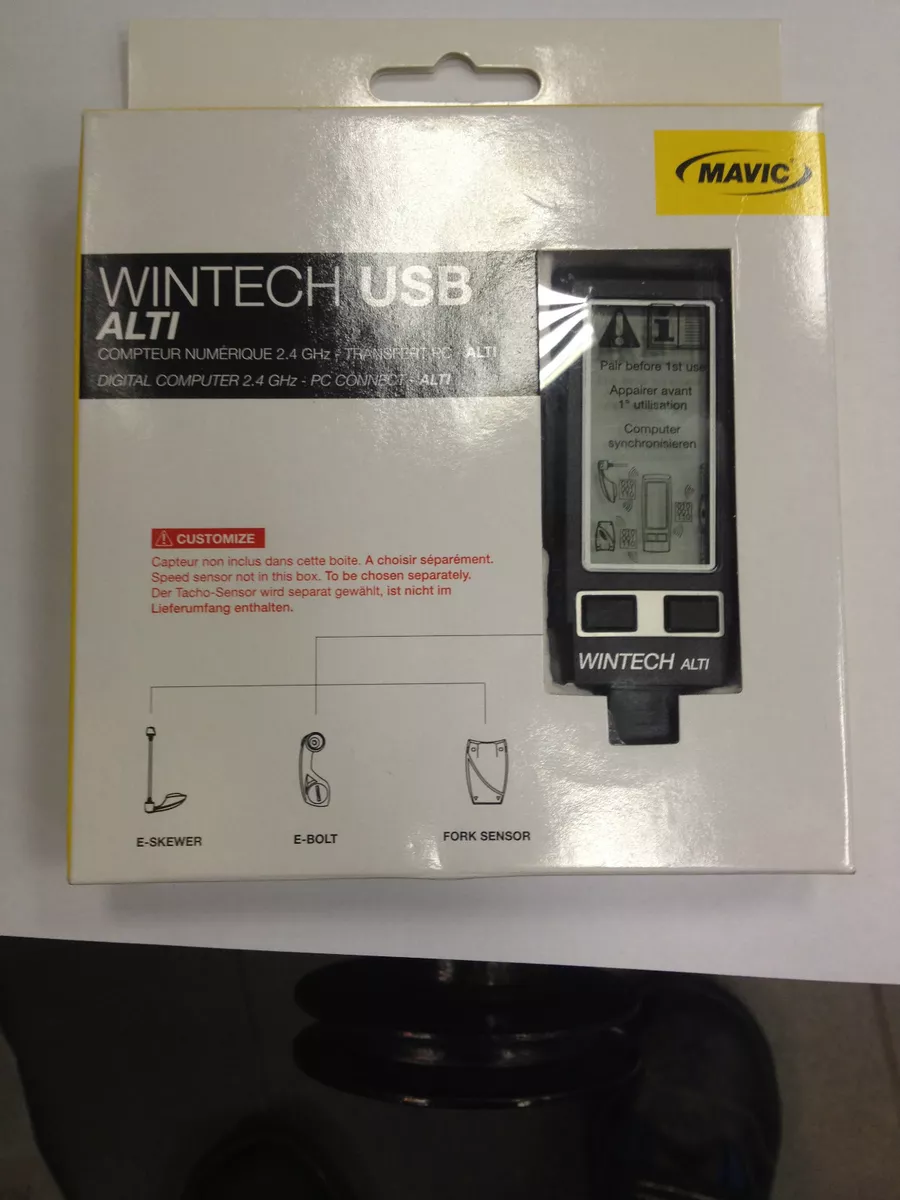 MAVIC
WINTECH USB
ALTI
COMPTEUR NUMÉRIQUE 2.4 GHz - TRANSFERT PC - ALTI
DIGITAL COMPUTER 2.4 GHz - PC CONNECT - ALTI
Pair before 1st use
Appairer avant
1° utilisation
Computer
synchronisieren
CUSTOMIZE
Capteur non inclus dans cette boite. A choisir séparément.
Speed sensor not in this box. To be chosen separately.
Der Tacho-Sensor wird separat gewählt, ist nicht im
Lieferumfang enthalten.
WINTECH ALTI
E-SKEWER
E-BOLT
FORK SENSOR